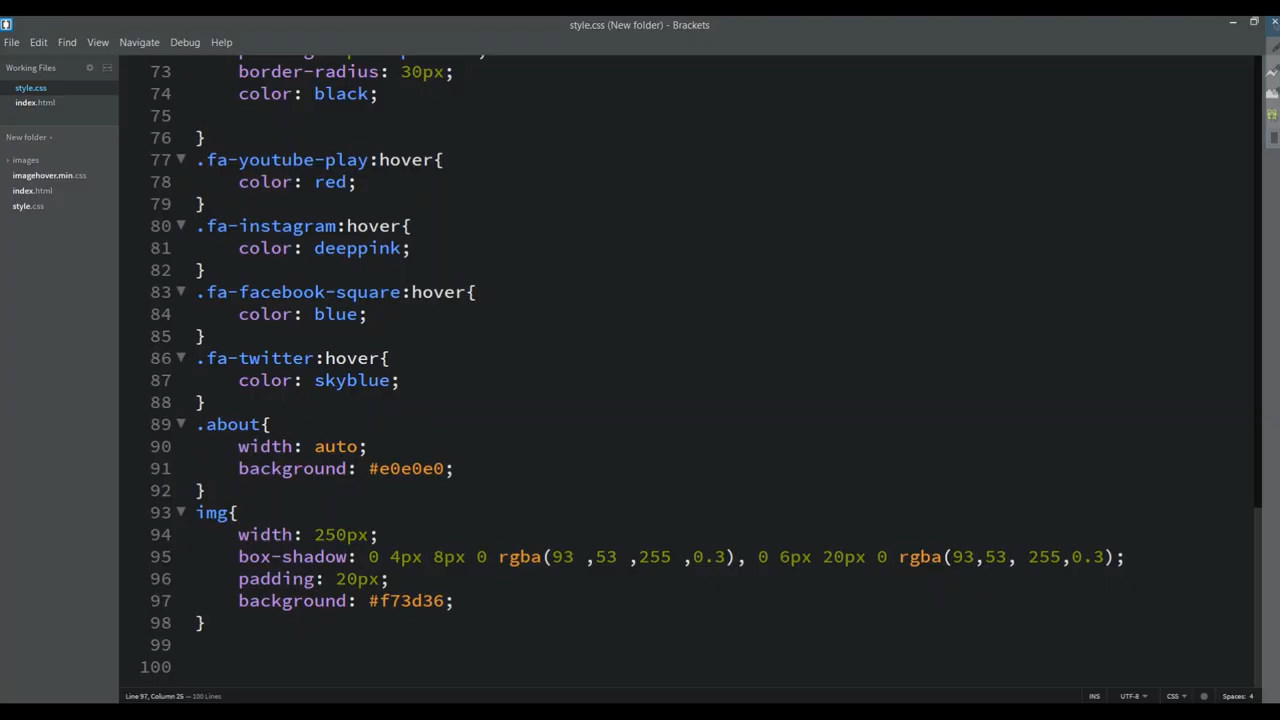 style.css (New folder) - Brackets
File Edit Find View Navigate Debug Help
Working Files
style.css
index.html
New folder
images
imagehover.min.css
index.html
style.css
73 border-radius: 30px;
74 color: black;
75
76 }
77 .fa-youtube-play:hover{
78 color: red;
79 }
80 .fa-instagram:hover{
81 color: deeppink;
82 }
83 .fa-facebook-square:hover{
84 color: blue;
85 }
86 .fa-twitter:hover{
87 color: skyblue;
88 }
89 .about{
90 width: auto;
91 background: #e0e0e0;
92 }
93 img{
94 width: 250px;
95 box-shadow: 0 4px 8px 0 rgba(93 ,53 ,255 ,0.3), 0 6px 20px 0 rgba(93,53, 255,0.3);
96 padding: 20px;
97 background: #f73d36;
98 }
99
100
Line 97, Column 25 — 100 Lines
INS UTF-8 CSS Spaces: 4